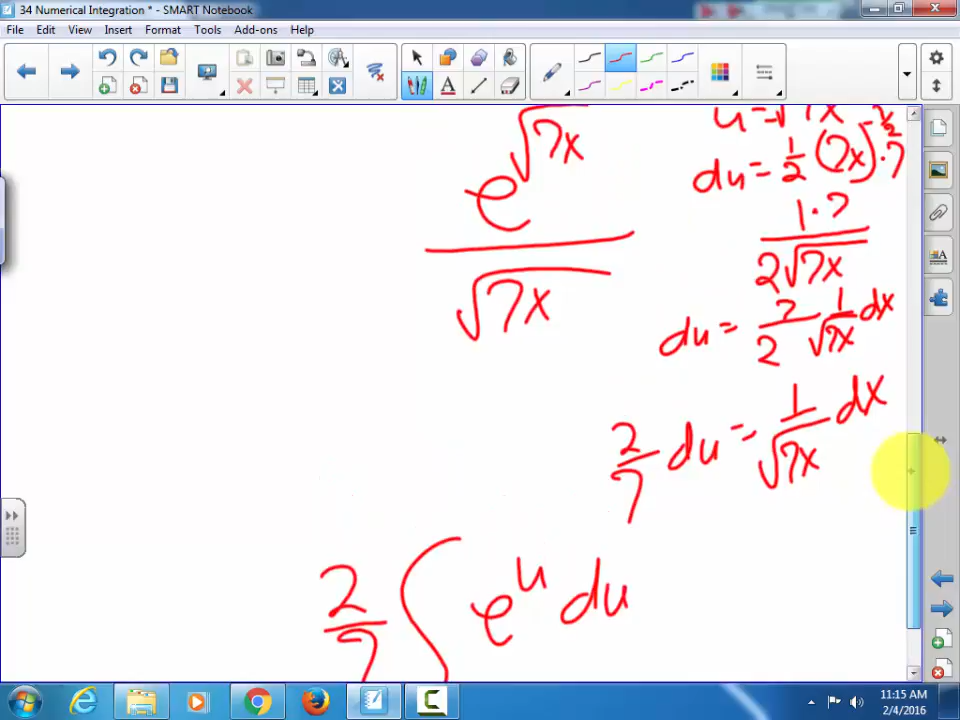 34 Numerical Integration * - SMART Notebook
File Edit View Insert Format Tools Add-ons Help
e^√7x
/
√7x
u=√7x
du= 1/2 (7x)^-1/2 · 7
1·7 / 2√7x
du= 7/2 1/√7x dx
2/7 du = 1/√7x dx
2/7 ∫ e^u du
11:15 AM
2/4/2016